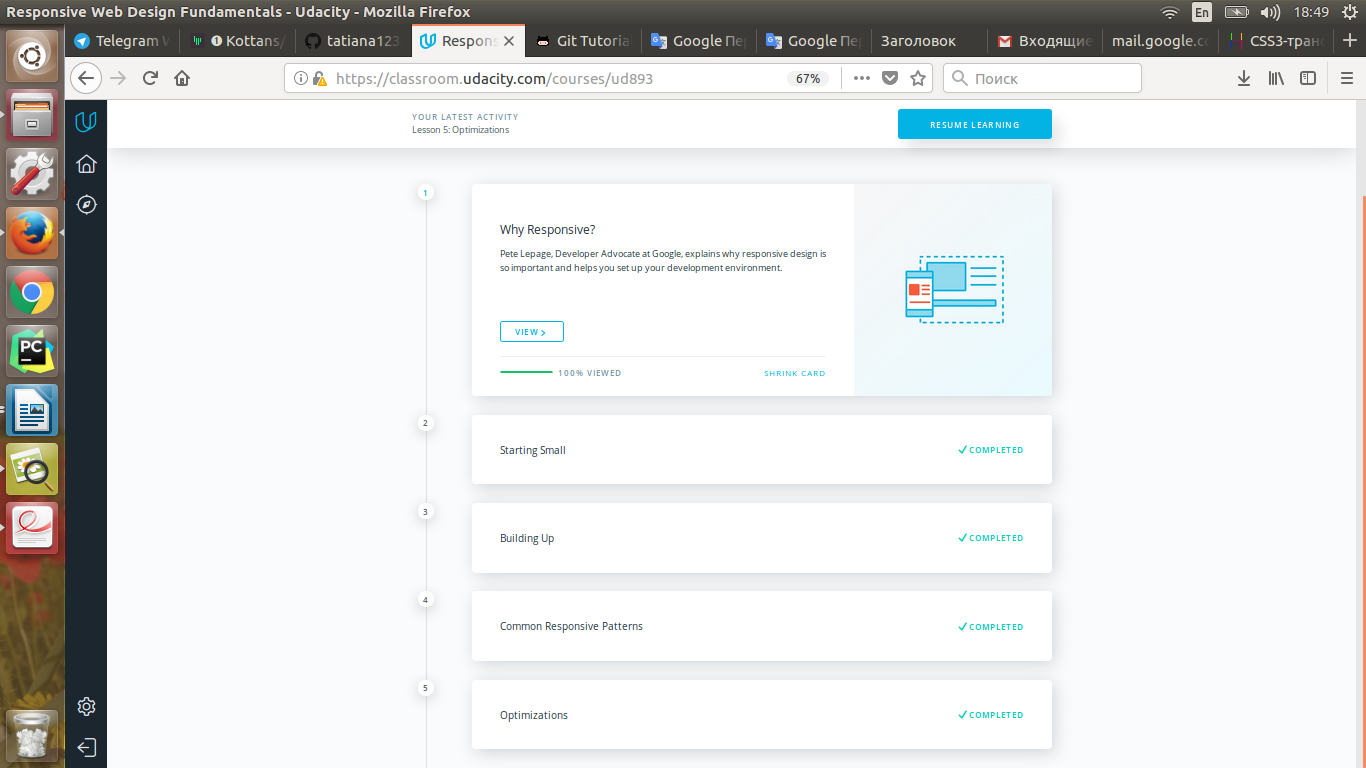 Responsive Web Design Fundamentals - Udacity - Mozilla Firefox
En
18:49
Telegram W
1 Kottans/
tatiana123
Respons
Git Tutoria
Google Пер
Google Пер
Заголовок
Входящие
mail.google.co
CSS3-тран
https://classroom.udacity.com/courses/ud893
67%
Поиск
YOUR LATEST ACTIVITY
Lesson 5: Optimizations
RESUME LEARNING
1
Why Responsive?
Pete Lepage, Developer Advocate at Google, explains why responsive design is
so important and helps you set up your development environment.
VIEW
100% VIEWED
SHRINK CARD
2
Starting Small
COMPLETED
3
Building Up
COMPLETED
4
Common Responsive Patterns
COMPLETED
5
Optimizations
COMPLETED
PC